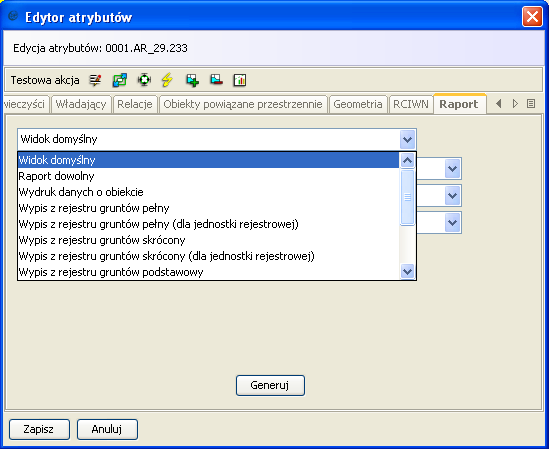 Edytor atrybutów
Edycja atrybutów: 0001.AR_29.233
Testowa akcja
Władający Relacje Obiekty powiązane przestrzennie Geometria RCIWN Raport
Widok domyślny
Widok domyślny
Raport dowolny
Wydruk danych o obiekcie
Wypis z rejestru gruntów pełny
Wypis z rejestru gruntów pełny (dla jednostki rejestrowej)
Wypis z rejestru gruntów skrócony
Wypis z rejestru gruntów skrócony (dla jednostki rejestrowej)
Wypis z rejestru gruntów podstawowy
Generuj
Zapisz Anuluj